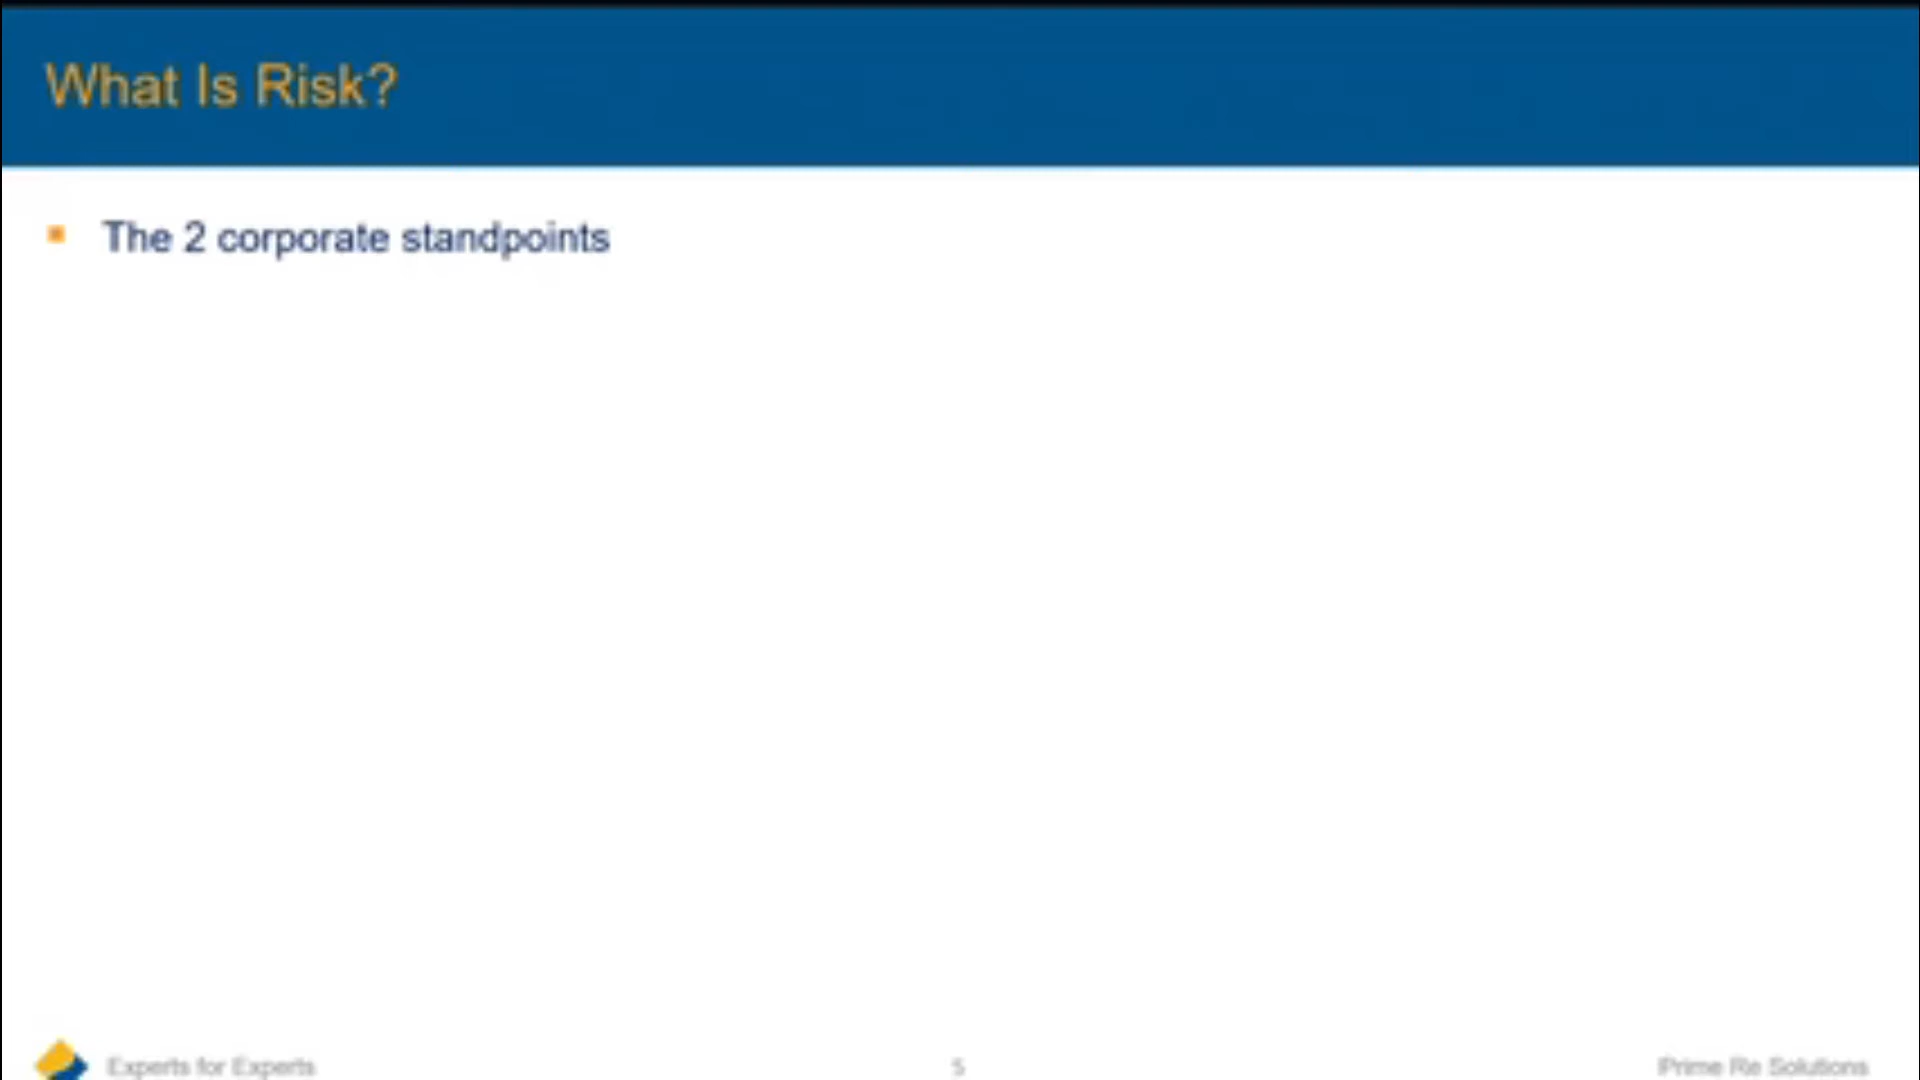 What Is Risk?
The 2 corporate standpoints
Experts for Experts
5
Prime Re Solutions